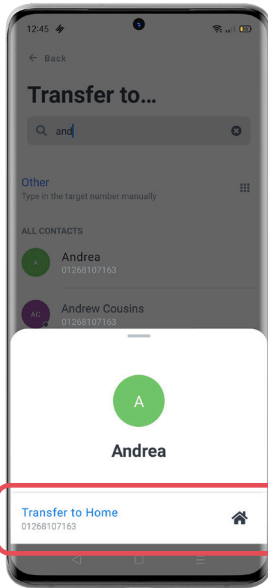 12:45
← Back
Transfer to...
and
Other
Type in the target number manually
ALL CONTACTS
A
Andrea
01268107163
AC
Andrew Cousins
01268107163
A
Andrea
Transfer to Home
01268107163